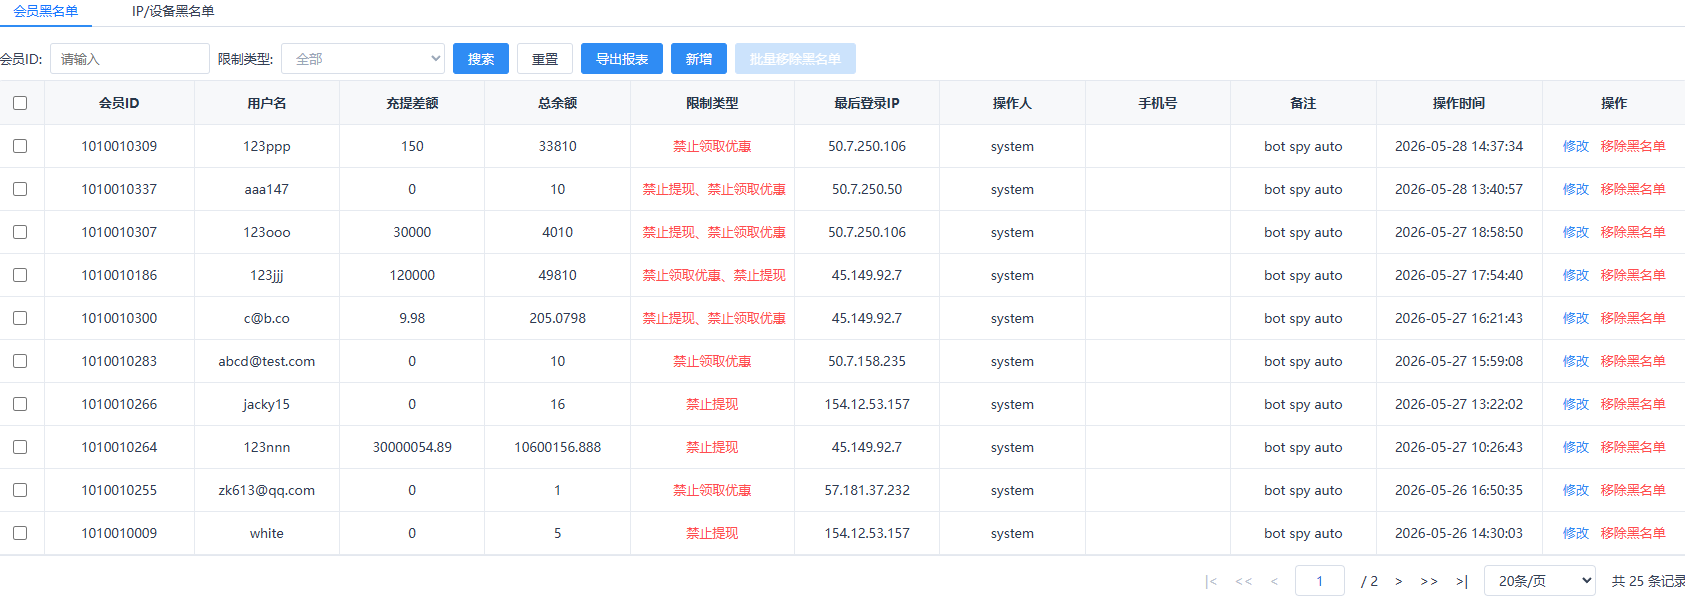 会员黑名单 IP/设备黑名单
会员ID: 请输入 限制类型: 全部 搜索 重置 导出报表 新增 批量移除黑名单
会员ID 用户名 充提差额 总余额 限制类型 最后登录IP 操作人 手机号 备注 操作时间 操作
1010010309 123ppp 150 33810 禁止领取优惠 50.7.250.106 system bot spy auto 2026-05-28 14:37:34 修改 移除黑名单
1010010337 aaa147 0 10 禁止提现、禁止领取优惠 50.7.250.50 system bot spy auto 2026-05-28 13:40:57 修改 移除黑名单
1010010307 123ooo 30000 4010 禁止提现、禁止领取优惠 50.7.250.106 system bot spy auto 2026-05-27 18:58:50 修改 移除黑名单
1010010186 123jjj 120000 49810 禁止领取优惠、禁止提现 45.149.92.7 system bot spy auto 2026-05-27 17:54:40 修改 移除黑名单
1010010300 c@b.co 9.98 205.0798 禁止提现、禁止领取优惠 45.149.92.7 system bot spy auto 2026-05-27 16:21:43 修改 移除黑名单
1010010283 abcd@test.com 0 10 禁止领取优惠 50.7.158.235 system bot spy auto 2026-05-27 15:59:08 修改 移除黑名单
1010010266 jacky15 0 16 禁止提现 154.12.53.157 system bot spy auto 2026-05-27 13:22:02 修改 移除黑名单
1010010264 123nnn 30000054.89 10600156.888 禁止提现 45.149.92.7 system bot spy auto 2026-05-27 10:26:43 修改 移除黑名单
1010010255 zk613@qq.com 0 1 禁止领取优惠 57.181.37.232 system bot spy auto 2026-05-26 16:50:35 修改 移除黑名单
1010010009 white 0 5 禁止提现 154.12.53.157 system bot spy auto 2026-05-26 14:30:03 修改 移除黑名单
|< << < 1 / 2 > >> >| 20条/页 共 25 条记录